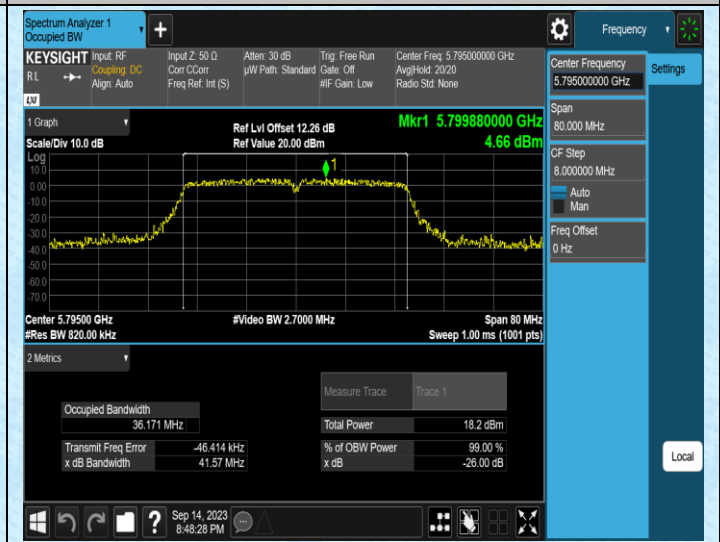 Spectrum Analyzer 1
Occupied BW
Frequency
KEYSIGHT
RL
LXI
Input: RF
Coupling: DC
Align: Auto
Input Z: 50 Ω
Corr CCorr
Freq Ref: Int (S)
Atten: 30 dB
µW Path: Standard
Trig: Free Run
Gate: Off
#IF Gain: Low
Center Freq: 5.795000000 GHz
Avg|Hold: 20/20
Radio Std: None
Center Frequency
5.795000000 GHz
Settings
Span
80.000 MHz
CF Step
8.000000 MHz
Auto
Man
Freq Offset
0 Hz
1 Graph
Scale/Div 10.0 dB
Ref Lvl Offset 12.26 dB
Ref Value 20.00 dBm
Mkr1 5.799880000 GHz
4.66 dBm
Log
10.0
0.00
-10.0
-20.0
-30.0
-40.0
-50.0
-60.0
-70.0
1
Center 5.79500 GHz
#Video BW 2.7000 MHz
Span 80 MHz
#Res BW 820.00 kHz
Sweep 1.00 ms (1001 pts)
2 Metrics
Measure Trace
Trace 1
Occupied Bandwidth
36.171 MHz
Total Power
18.2 dBm
Transmit Freq Error
-46.414 kHz
% of OBW Power
99.00 %
x dB Bandwidth
41.57 MHz
x dB
-26.00 dB
Local
?
Sep 14, 2023
8:48:28 PM